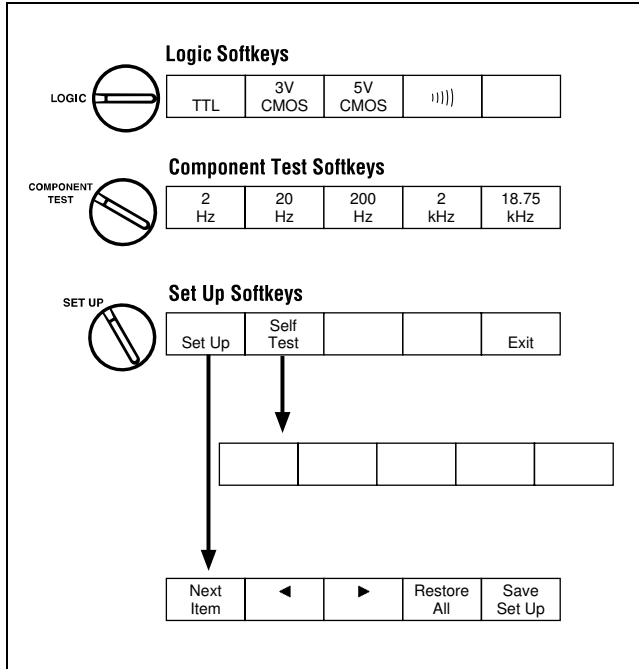 Logic Softkeys
LOGIC
TTL
3V
CMOS
5V
CMOS
Component Test Softkeys
COMPONENT
TEST
2
Hz
20
Hz
200
Hz
2
kHz
18.75
kHz
Set Up Softkeys
SET UP
Set Up
Self
Test
Exit
Next
Item
◄
►
Restore
All
Save
Set Up